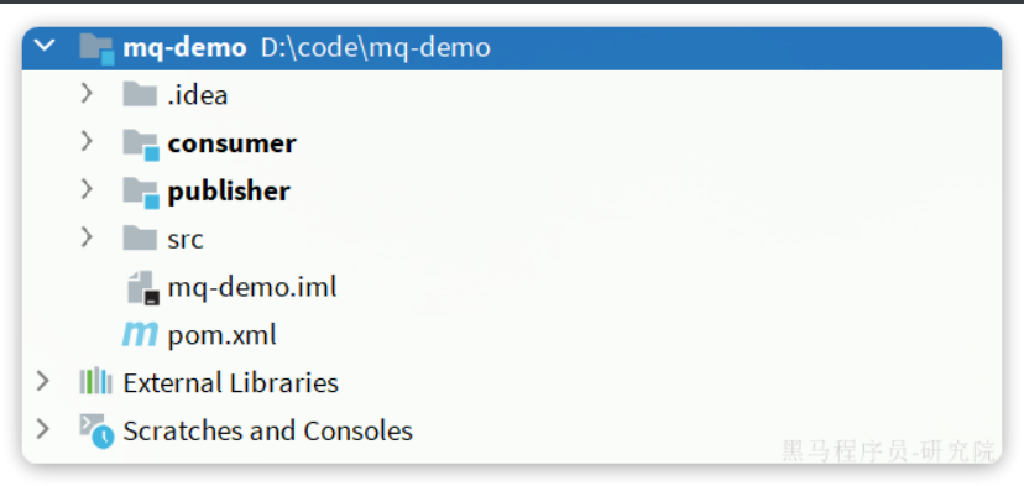 mq-demo D:\code\mq-demo
.idea
consumer
publisher
src
mq-demo.iml
pom.xml
External Libraries
Scratches and Consoles
黑马程序员-研究院